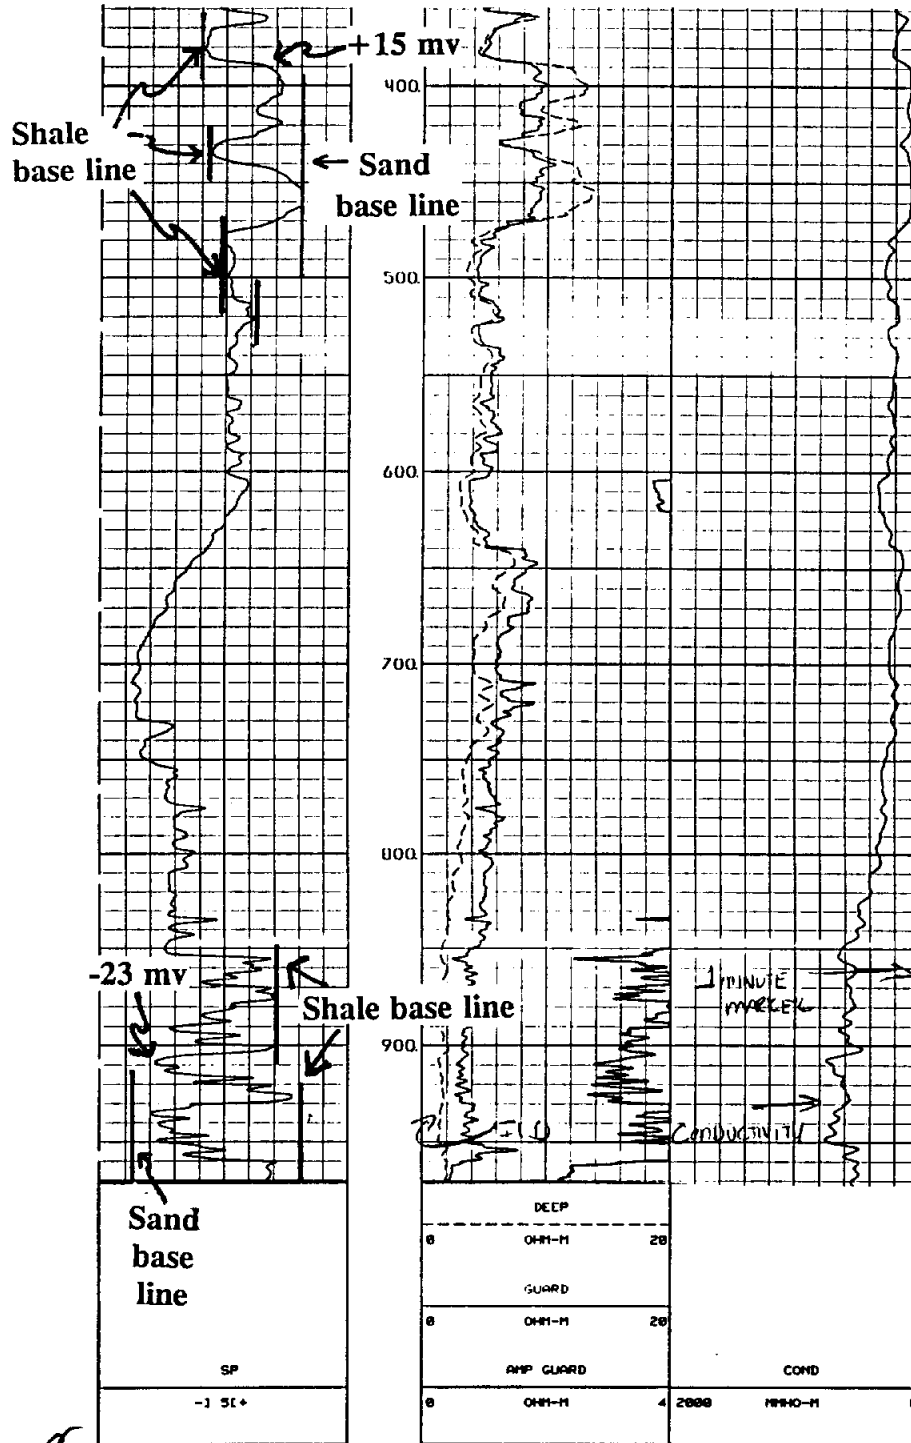 +15 mv
400.
Shale
base line
Sand
base line
500.
600.
700.
800.
-23 mv
1 MINUTE
MARKER
Shale base line
900.
CONDUCTIVITY
Sand
base
line
DEEP
0 OHM-M 20
GUARD
0 OHM-M 20
SP AMP GUARD COND
-] 5[+ 0 OHM-M 4 2000 MMHO-M